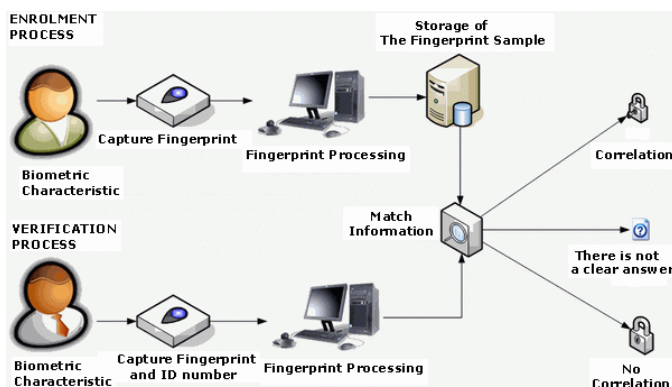 ENROLMENT
PROCESS
Storage of
The Fingerprint Sample
Capture Fingerprint
Fingerprint Processing
Biometric
Characteristic
Correlation
Match
Information
VERIFICATION
PROCESS
There is not
a clear answer
Capture Fingerprint
and ID number
Fingerprint Processing
Biometric
Characteristic
No
Correlation